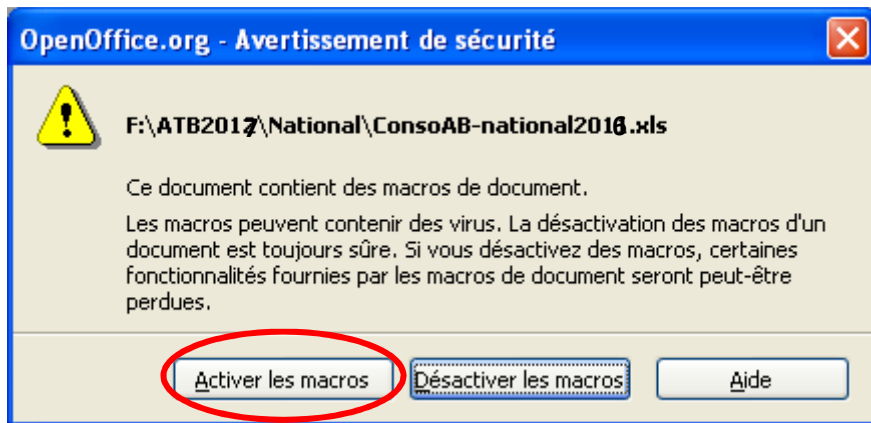 OpenOffice.org - Avertissement de sécurité
F:\ATB2017\National\ConsoAB-national2016.xls
Ce document contient des macros de document.
Les macros peuvent contenir des virus. La désactivation des macros d'un
document est toujours sûre. Si vous désactivez des macros, certaines
fonctionnalités fournies par les macros de document seront peut-être
perdues.
Activer les macros Désactiver les macros Aide